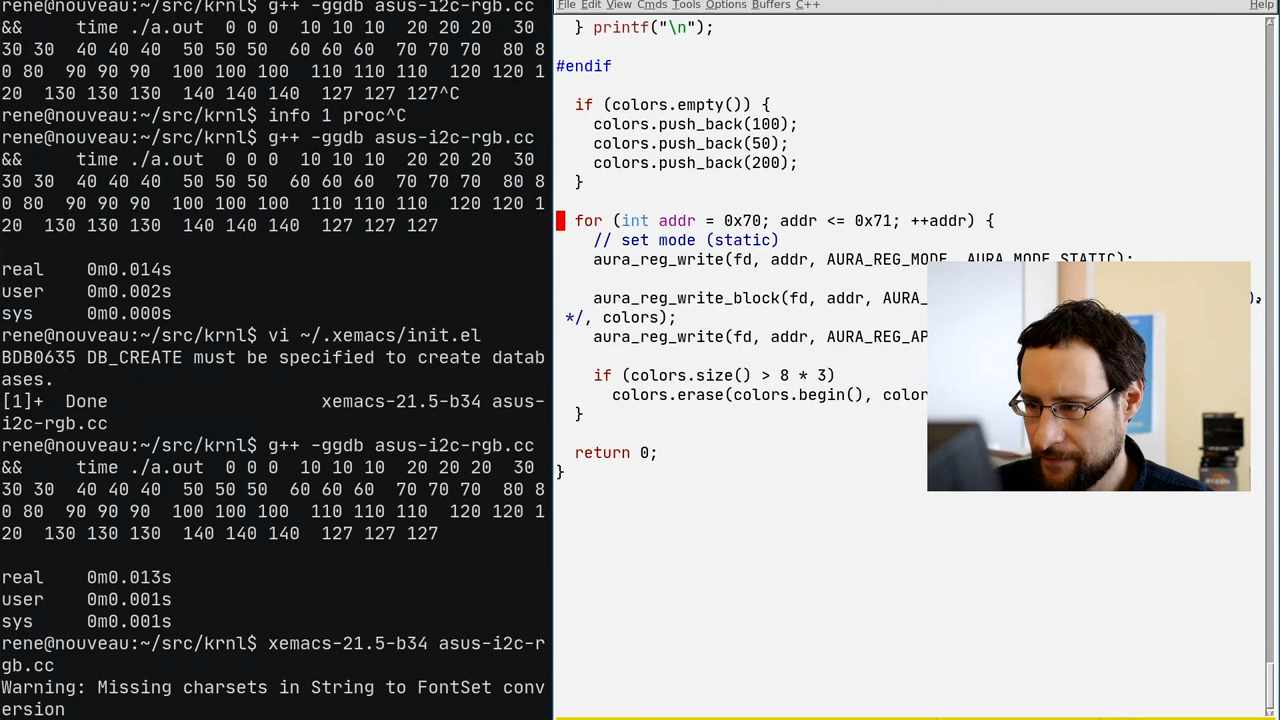 rene@nouveau:~/src/krnl$ g++ -ggdb asus-i2c-rgb.cc
&&     time ./a.out  0 0 0  10 10 10  20 20 20  30
30 30  40 40 40  50 50 50  60 60 60  70 70 70  80 8
0 80  90 90 90  100 100 100  110 110 110  120 120 1
20  130 130 130  140 140 140  127 127 127^C
rene@nouveau:~/src/krnl$ info 1 proc^C
rene@nouveau:~/src/krnl$ g++ -ggdb asus-i2c-rgb.cc
&&     time ./a.out  0 0 0  10 10 10  20 20 20  30
30 30  40 40 40  50 50 50  60 60 60  70 70 70  80 8
0 80  90 90 90  100 100 100  110 110 110  120 120 1
20  130 130 130  140 140 140  127 127 127

real    0m0.014s
user    0m0.002s
sys     0m0.000s
rene@nouveau:~/src/krnl$ vi ~/.xemacs/init.el
BDB0635 DB_CREATE must be specified to create datab
ases.
[1]+  Done                    xemacs-21.5-b34 asus-
i2c-rgb.cc
rene@nouveau:~/src/krnl$ g++ -ggdb asus-i2c-rgb.cc
&&     time ./a.out  0 0 0  10 10 10  20 20 20  30
30 30  40 40 40  50 50 50  60 60 60  70 70 70  80 8
0 80  90 90 90  100 100 100  110 110 110  120 120 1
20  130 130 130  140 140 140  127 127 127

real    0m0.013s
user    0m0.001s
sys     0m0.001s
rene@nouveau:~/src/krnl$ xemacs-21.5-b34 asus-i2c-r
gb.cc
Warning: Missing charsets in String to FontSet conv
ersion
File Edit View Cmds Tools Options Buffers C++ Help
  } printf("\n");

#endif

  if (colors.empty()) {
    colors.push_back(100);
    colors.push_back(50);
    colors.push_back(200);
  }

  for (int addr = 0x70; addr <= 0x71; ++addr) {
    // set mode (static)
    aura_reg_write(fd, addr, AURA_REG_MODE, AURA_MODE_STATIC);

    aura_reg_write_block(fd, addr, AURA_
 */, colors);
    aura_reg_write(fd, addr, AURA_REG_AP

    if (colors.size() > 8 * 3)
      colors.erase(colors.begin(), color
  }

  return 0;
}